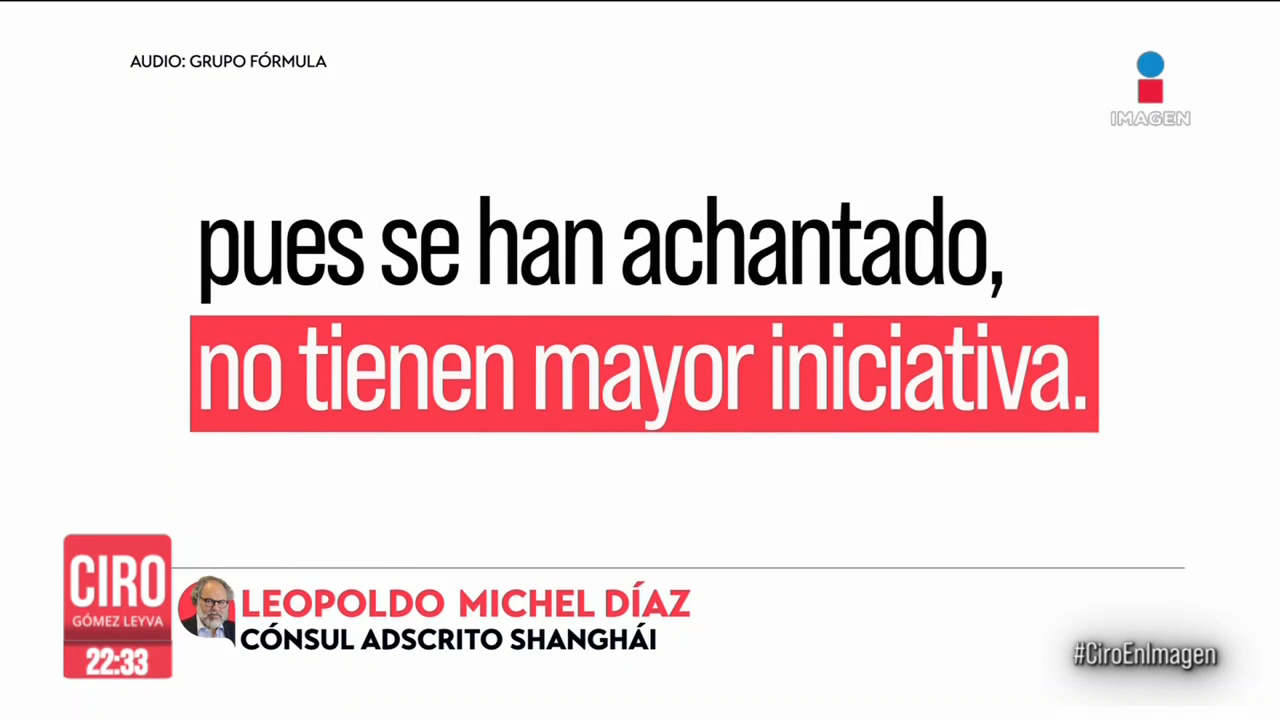 AUDIO: GRUPO FÓRMULA
IMAGEN
pues se han achantado,
no tienen mayor iniciativa.
CIRO
GÓMEZ LEYVA
22:33
LEOPOLDO MICHEL DÍAZ
CÓNSUL ADSCRITO SHANGHÁI
#CiroEnImagen